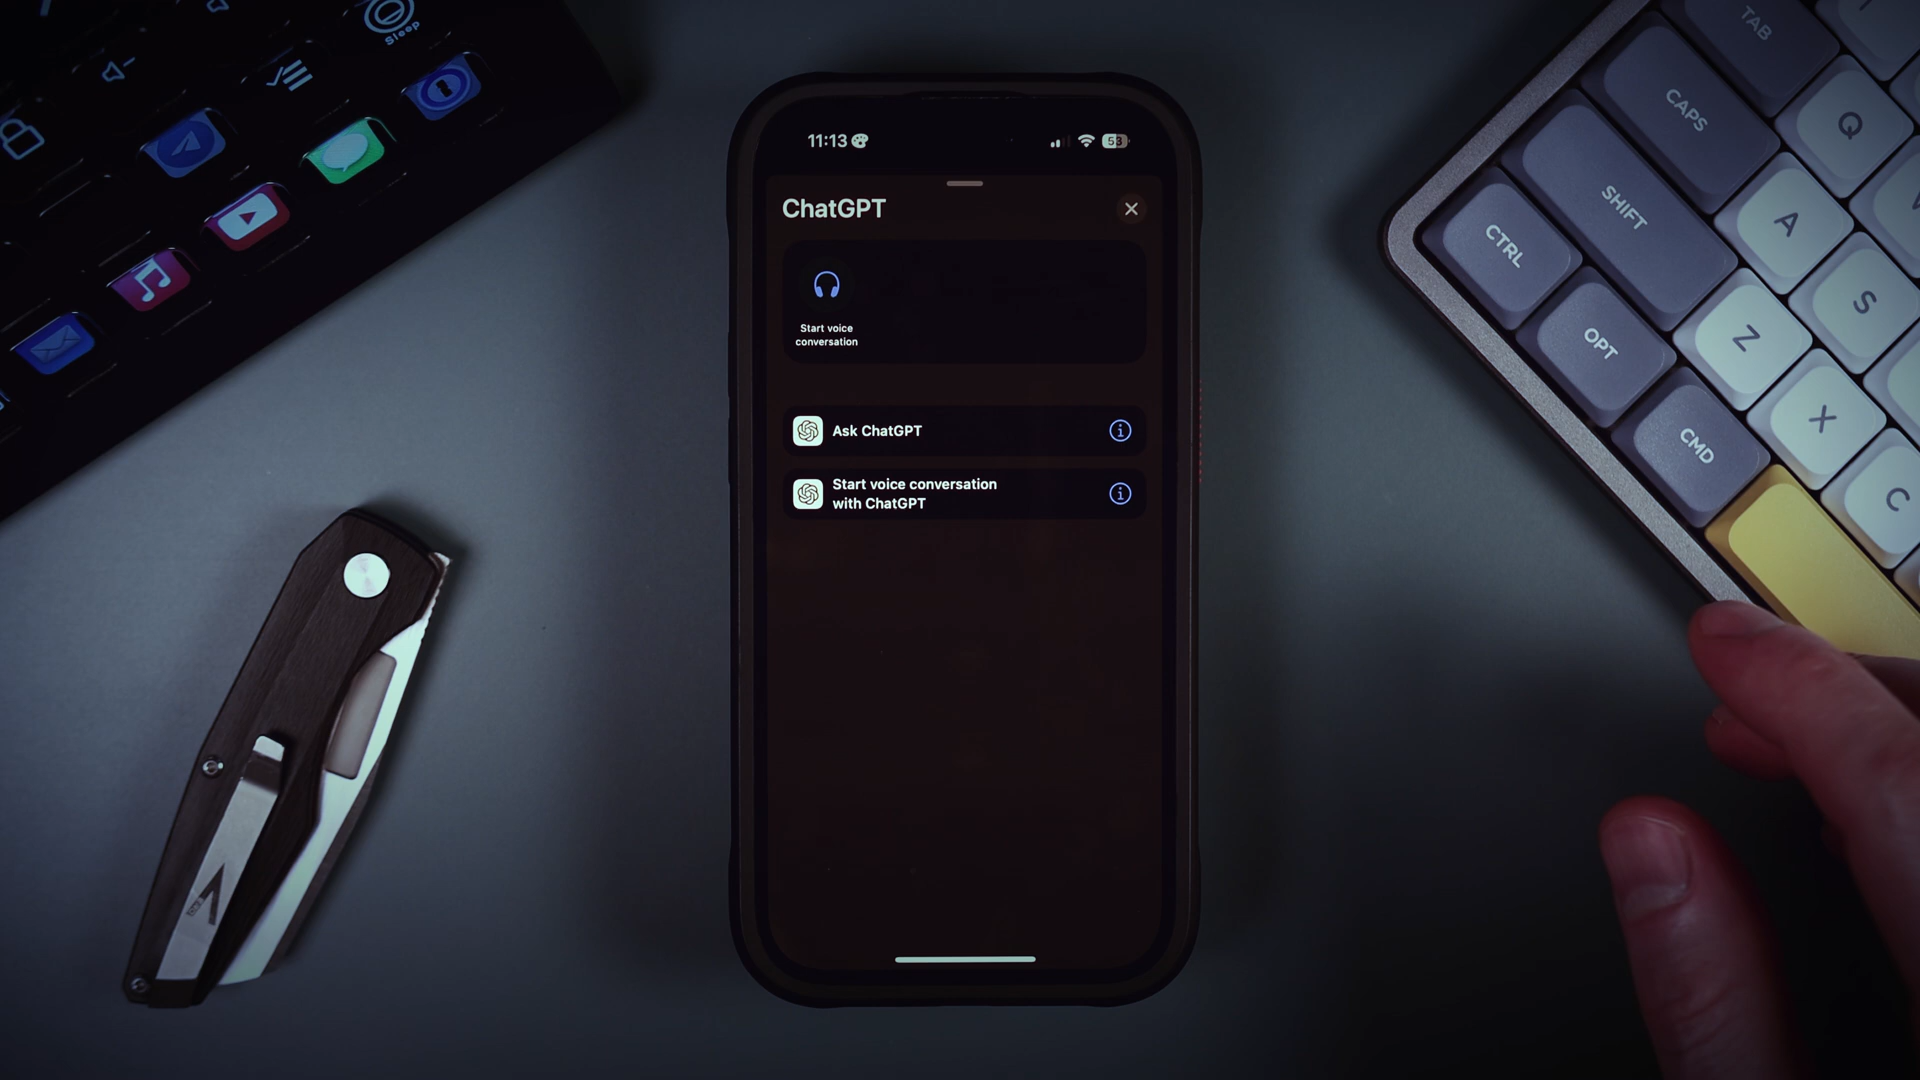 Sleep
11:13
53
ChatGPT
Start voice
conversation
Ask ChatGPT
Start voice conversation
with ChatGPT
TAB
CAPS
Q
SHIFT
A
CTRL
S
Z
OPT
X
CMD
C